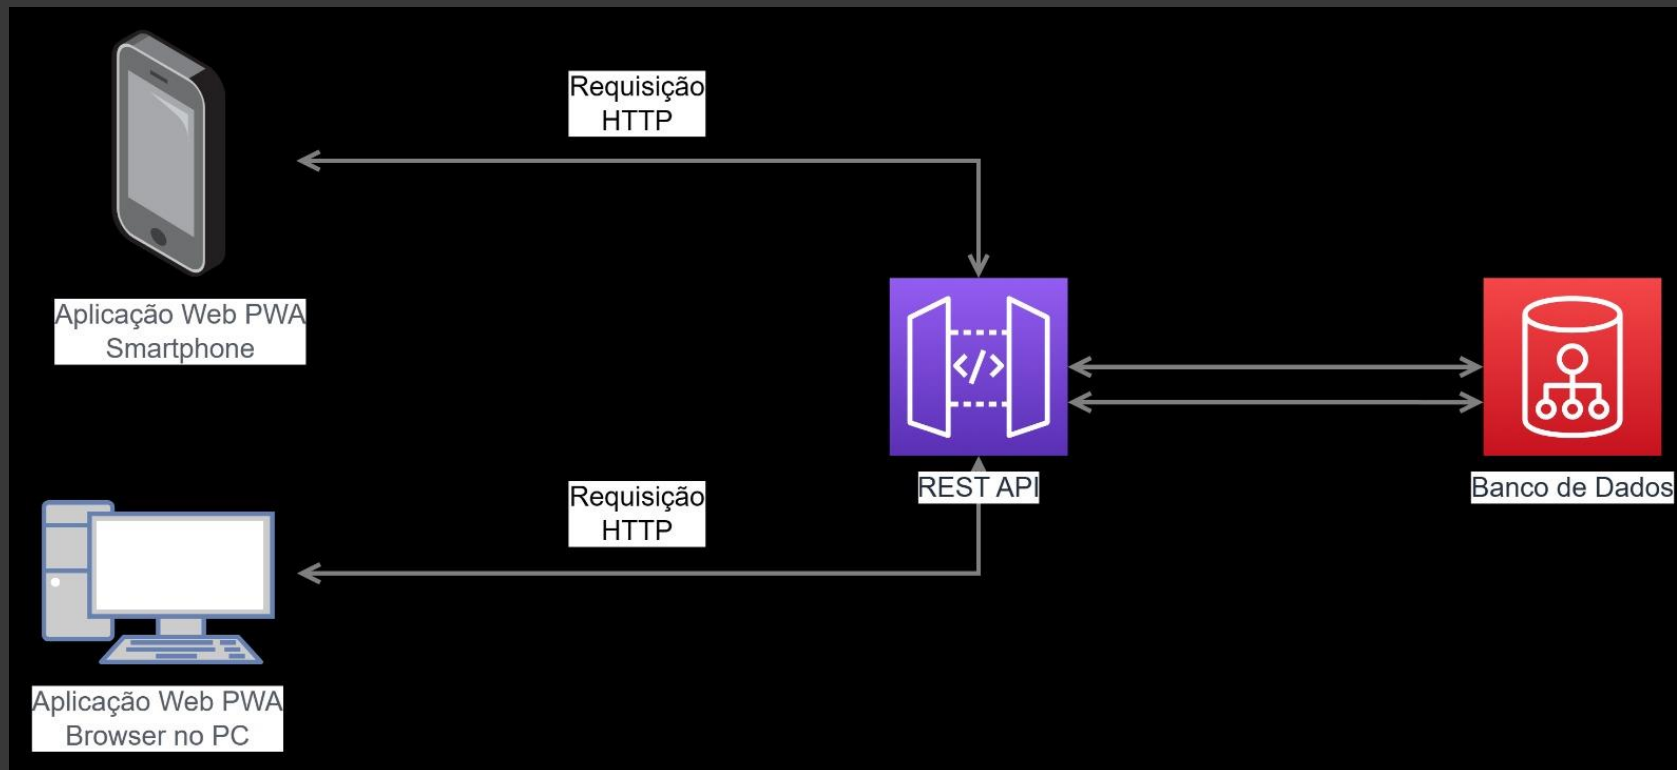 Requisição
HTTP
Aplicação Web PWA
Smartphone
</>
REST API
Banco de Dados
Requisição
HTTP
Aplicação Web PWA
Browser no PC